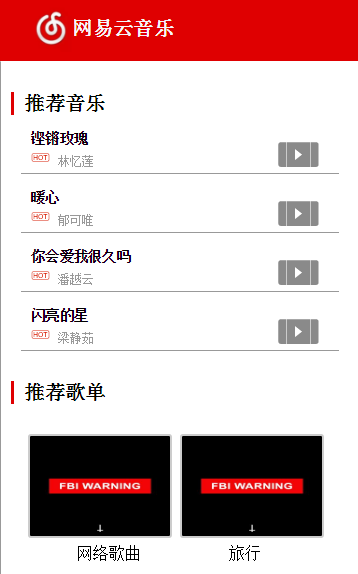 网易云音乐
推荐音乐
铿锵玫瑰
HOT 林忆莲
暖心
HOT 郁可唯
你会爱我很久吗
HOT 潘越云
闪亮的星
HOT 梁静茹
推荐歌单
FBI WARNING FBI WARNING
网络歌曲 旅行